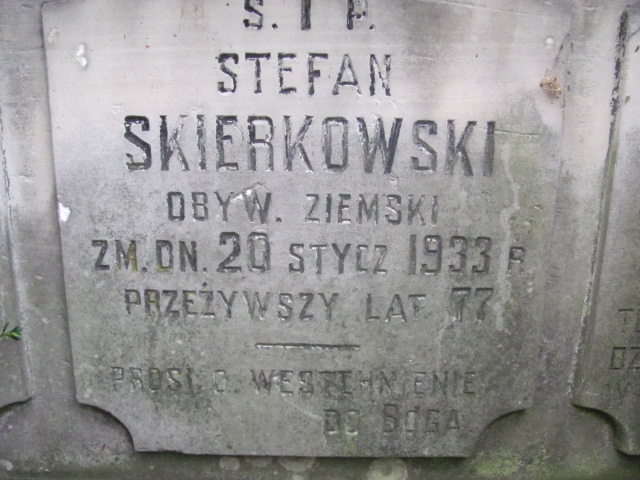 Ś. † P.
STEFAN
SKIERKOWSKI
OBYW. ZIEMSKI
ZM. DN. 20 STYCZ 1933 R
PRZEŻYWSZY LAT 77
PROSI O WESTCHNIENIE
DO BOGA